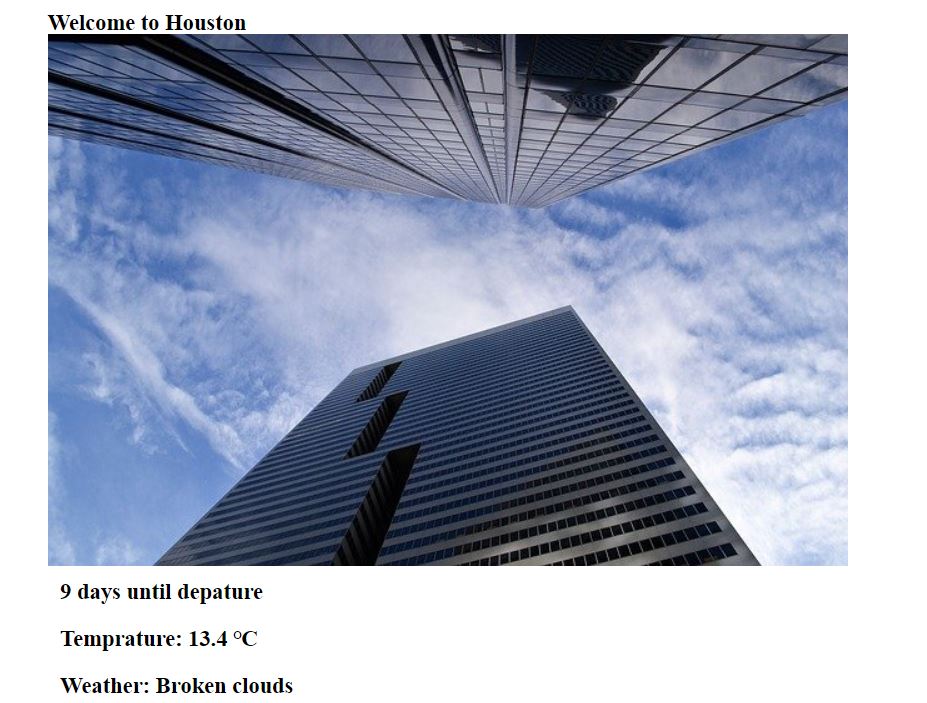 Welcome to Houston
9 days until depature
Temprature: 13.4 °C
Weather: Broken clouds